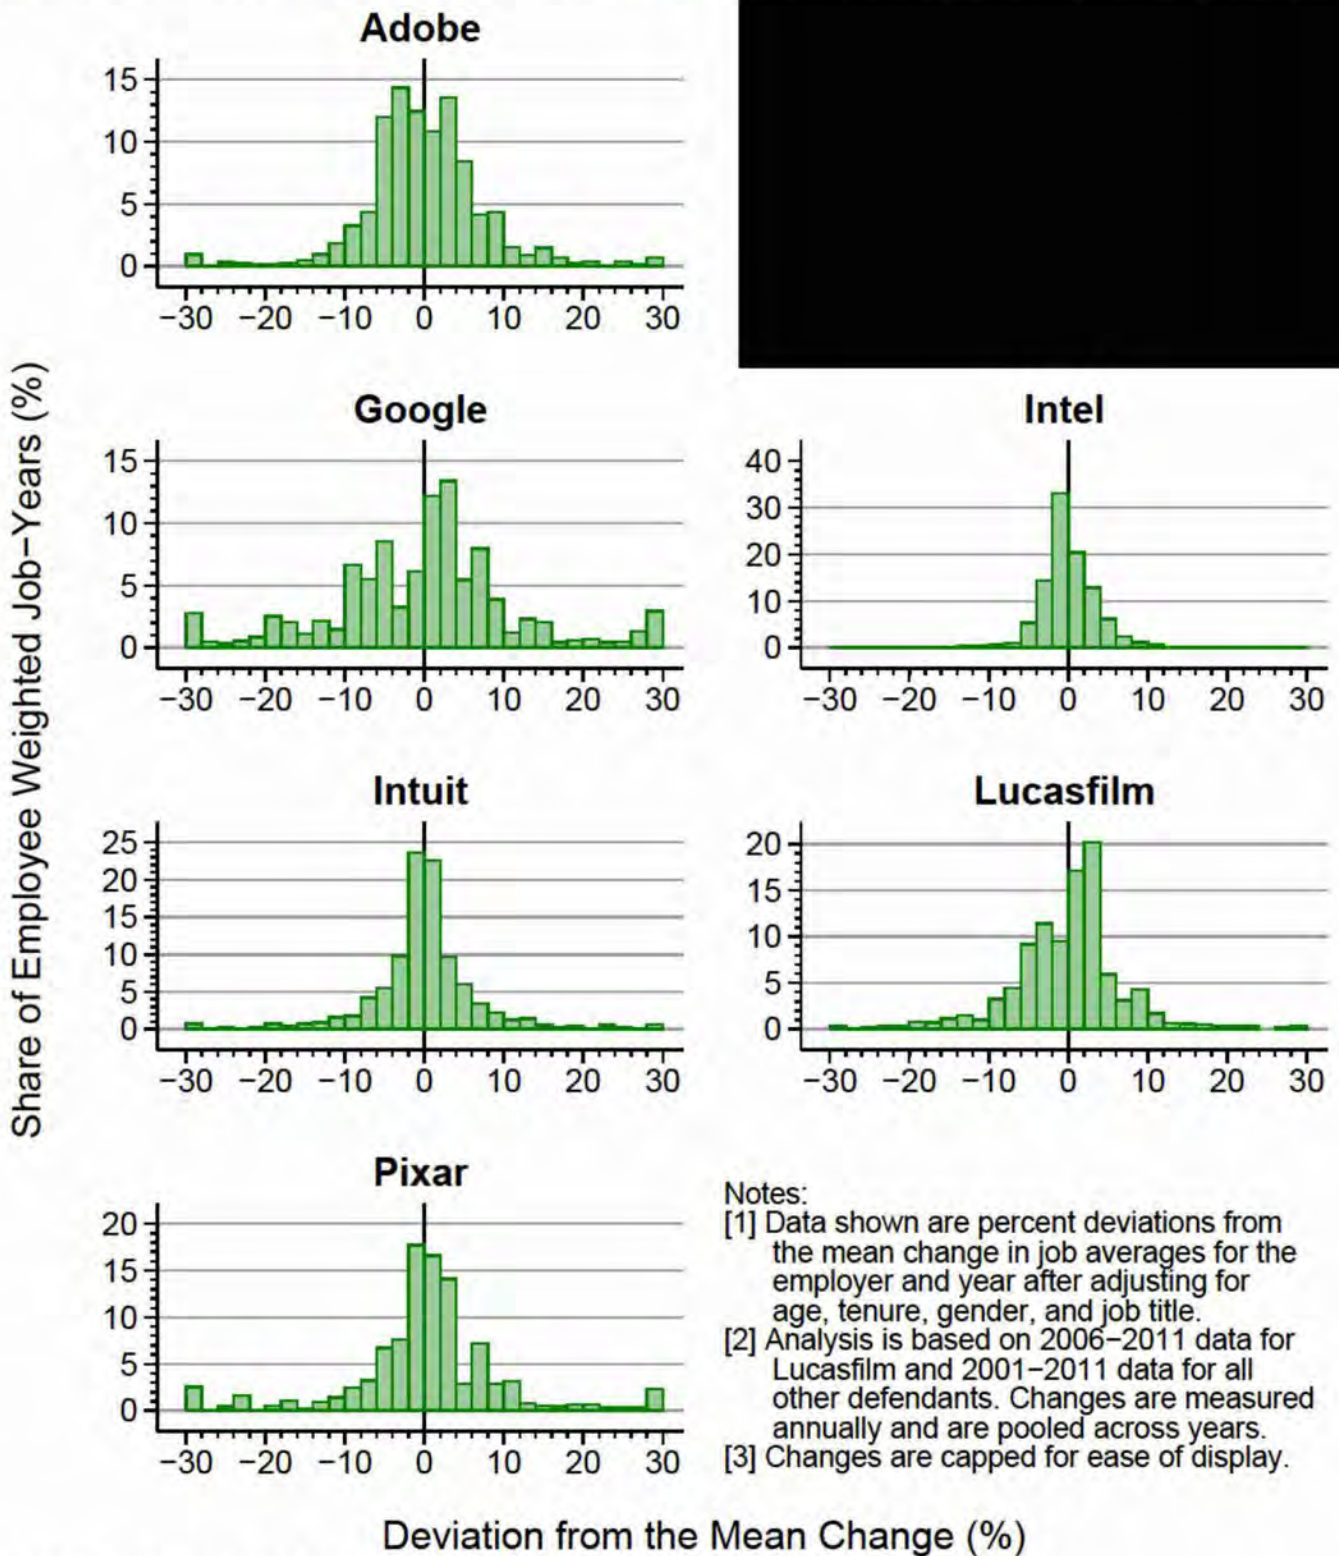 Adobe
15
10
5
0
−30 −20 −10 0 10 20 30
Share of Employee Weighted Job−Years (%)
Google
15
10
5
0
−30 −20 −10 0 10 20 30
Intel
40
30
20
10
0
−30 −20 −10 0 10 20 30
Intuit
25
20
15
10
5
0
−30 −20 −10 0 10 20 30
Lucasfilm
20
15
10
5
0
−30 −20 −10 0 10 20 30
Pixar
20
15
10
5
0
−30 −20 −10 0 10 20 30
Notes:
[1] Data shown are percent deviations from
the mean change in job averages for the
employer and year after adjusting for
age, tenure, gender, and job title.
[2] Analysis is based on 2006−2011 data for
Lucasfilm and 2001−2011 data for all
other defendants. Changes are measured
annually and are pooled across years.
[3] Changes are capped for ease of display.
Deviation from the Mean Change (%)